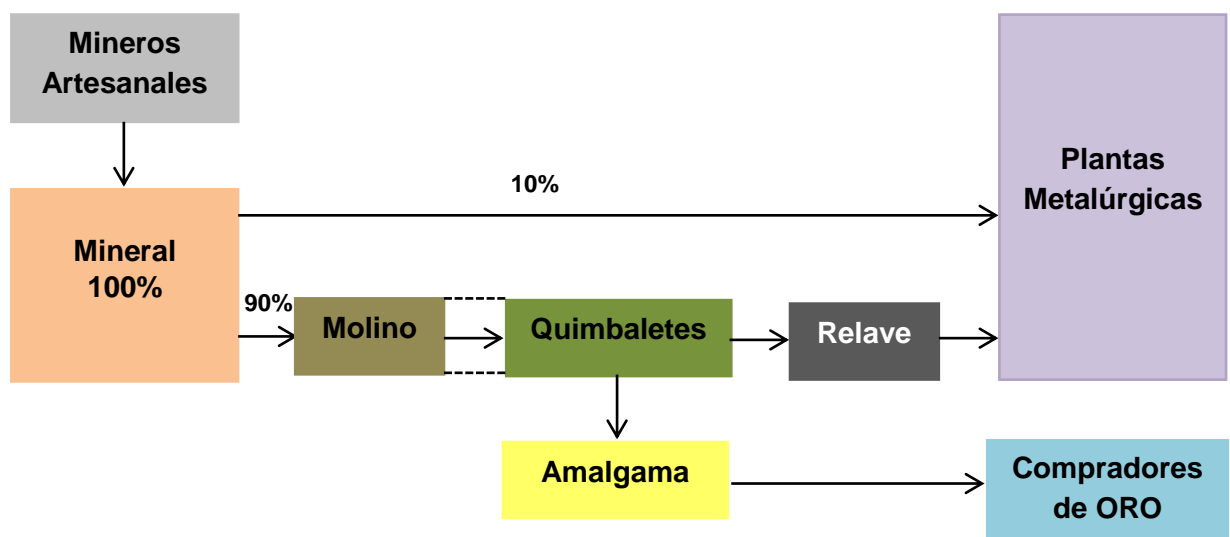 Mineros
Artesanales
10%
Plantas
Metalúrgicas
Mineral
100%
90%
Molino
Quimbaletes
Relave
Amalgama
Compradores
de ORO